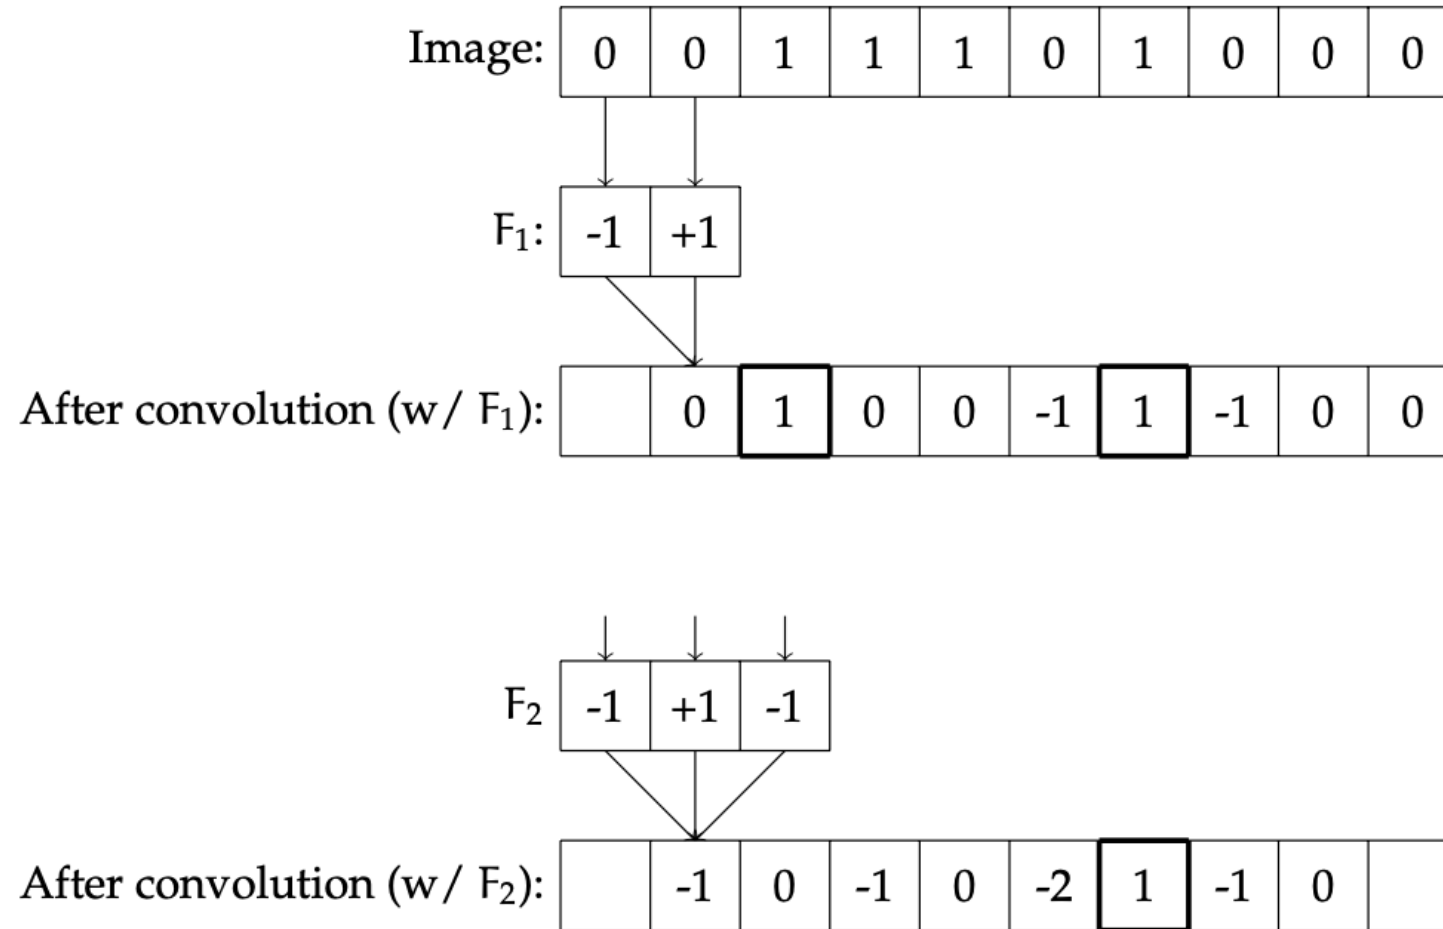 Image: 0 0 1 1 1 0 1 0 0 0
F₁: -1 +1
After convolution (w/ F₁): 0 1 0 0 -1 1 -1 0 0
F₂ -1 +1 -1
After convolution (w/ F₂): -1 0 -1 0 -2 1 -1 0